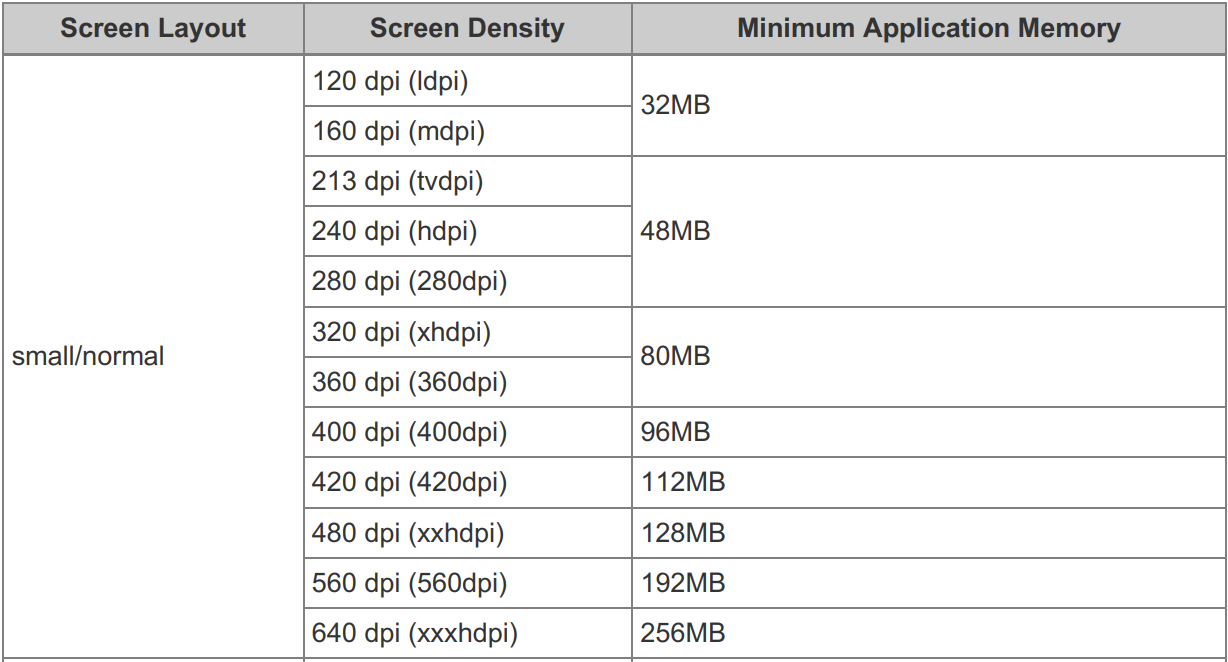 Screen Layout Screen Density Minimum Application Memory
small/normal
120 dpi (ldpi)
32MB
160 dpi (mdpi)
213 dpi (tvdpi)
48MB
240 dpi (hdpi)
280 dpi (280dpi)
320 dpi (xhdpi)
80MB
360 dpi (360dpi)
400 dpi (400dpi) 96MB
420 dpi (420dpi) 112MB
480 dpi (xxhdpi) 128MB
560 dpi (560dpi) 192MB
640 dpi (xxxhdpi) 256MB